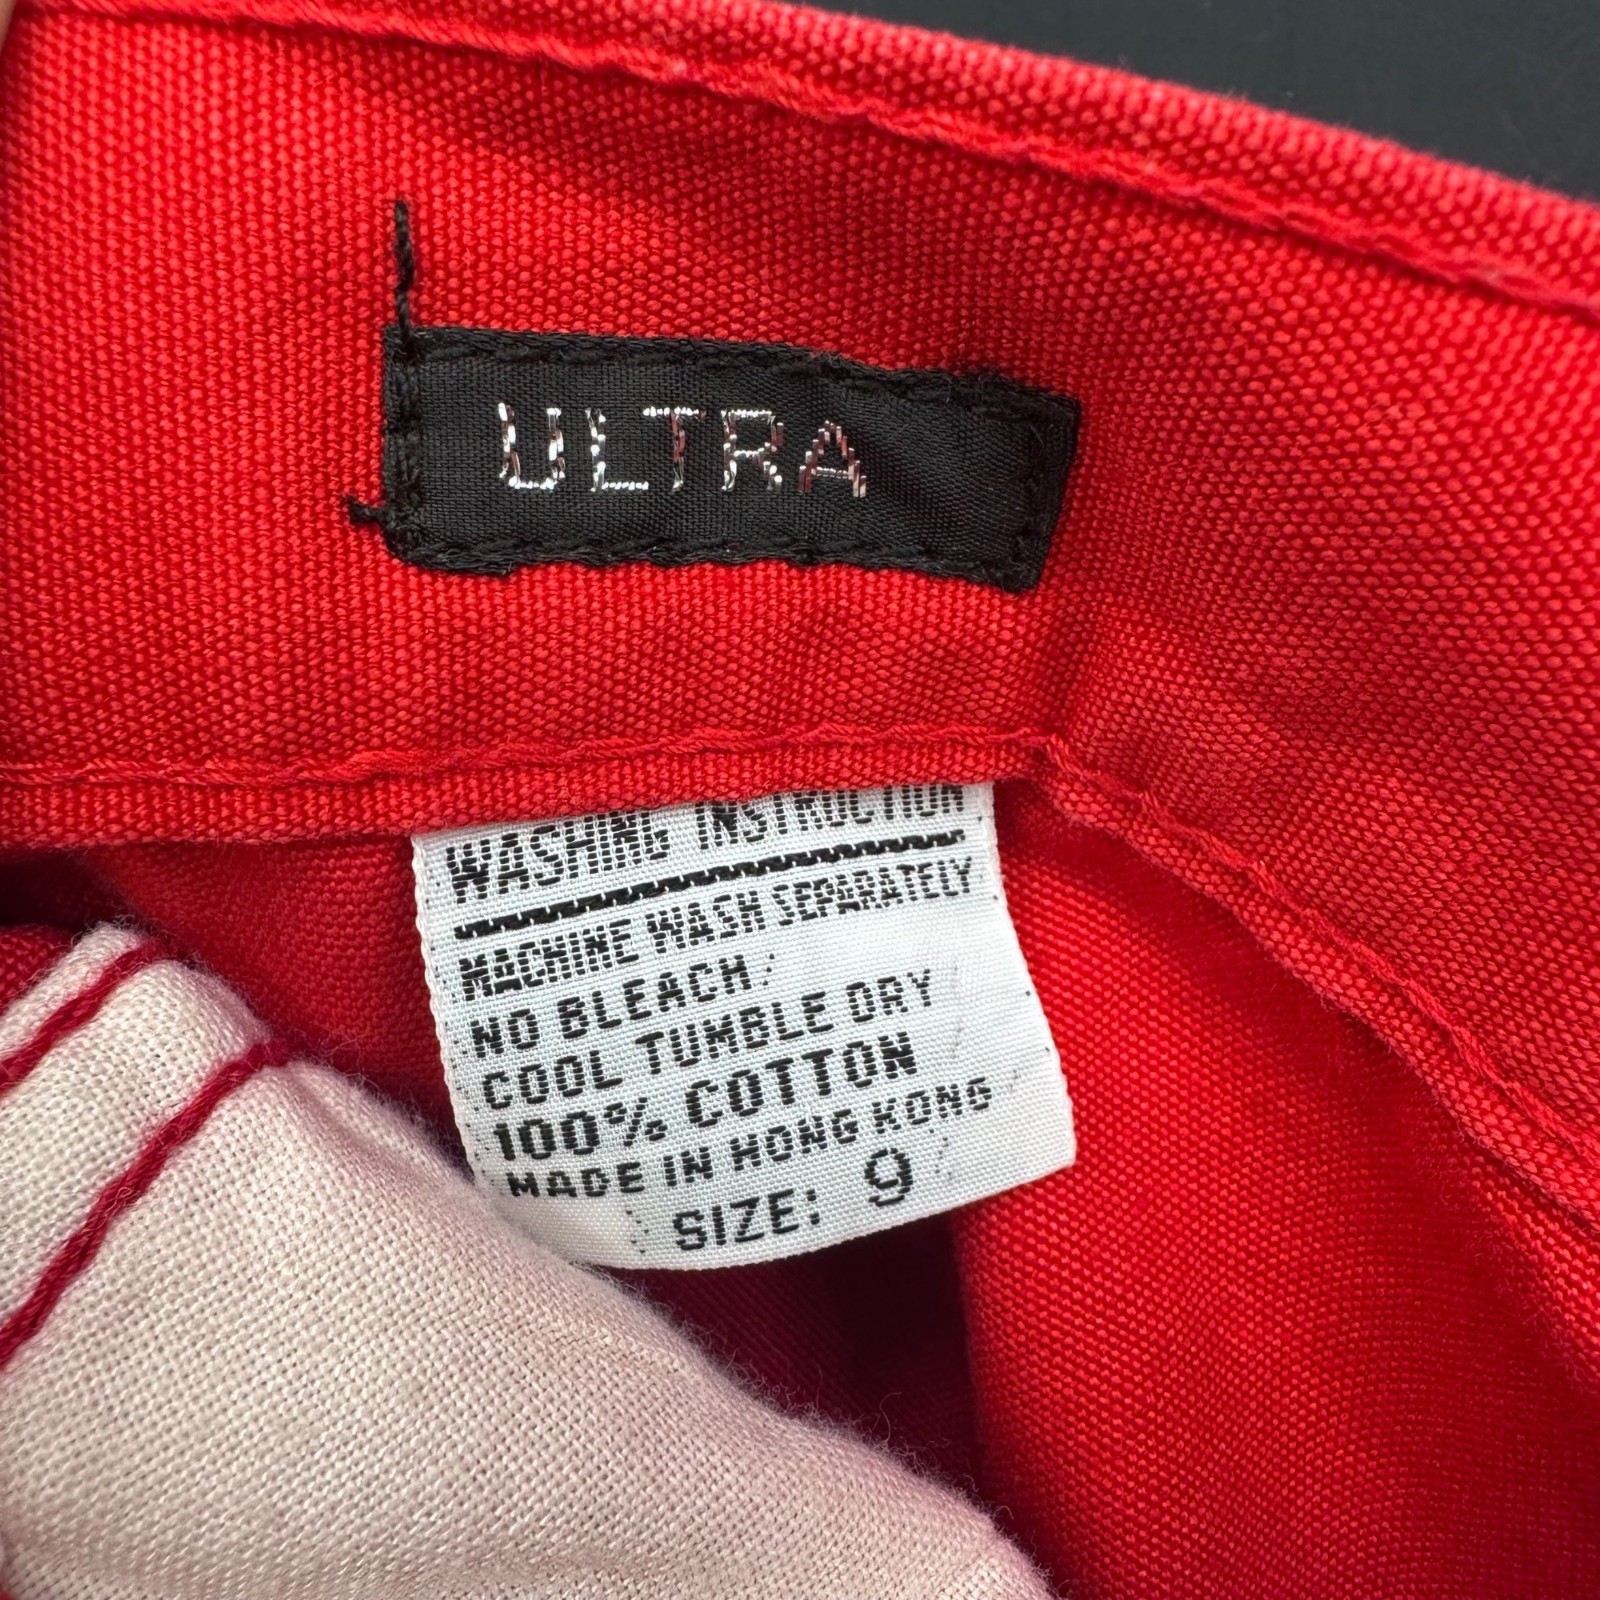 ULTRA
WASHING INSTRUCTION
MACHINE WASH SEPARATELY
NO BLEACH
COOL TUMBLE DRY
100% COTTON
MADE IN HONG KONG
SIZE: 9